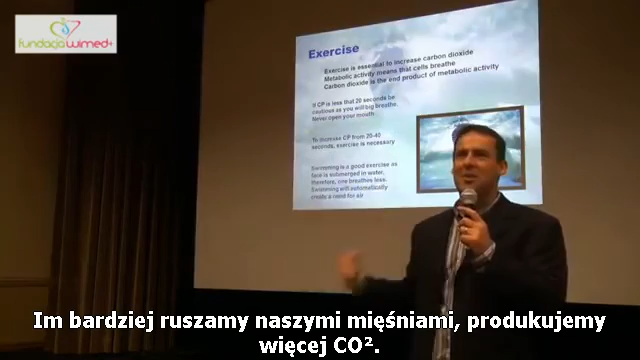 fundacja wimed+
Exercise
Exercise is essential to increase carbon dioxide
Metabolic activity means that cells breathe
Carbon dioxide is the end product of metabolic activity
If CP is less that 20 seconds be
cautious as you will big breathe.
Never open your mouth
To increase CP from 20-40
seconds, exercise is necessary
Swimming is a good exercise as
face is submerged in water,
therefore, one breathes less.
Swimming will automatically
create a need for air
Im bardziej ruszamy naszymi mięśniami, produkujemy
więcej CO².